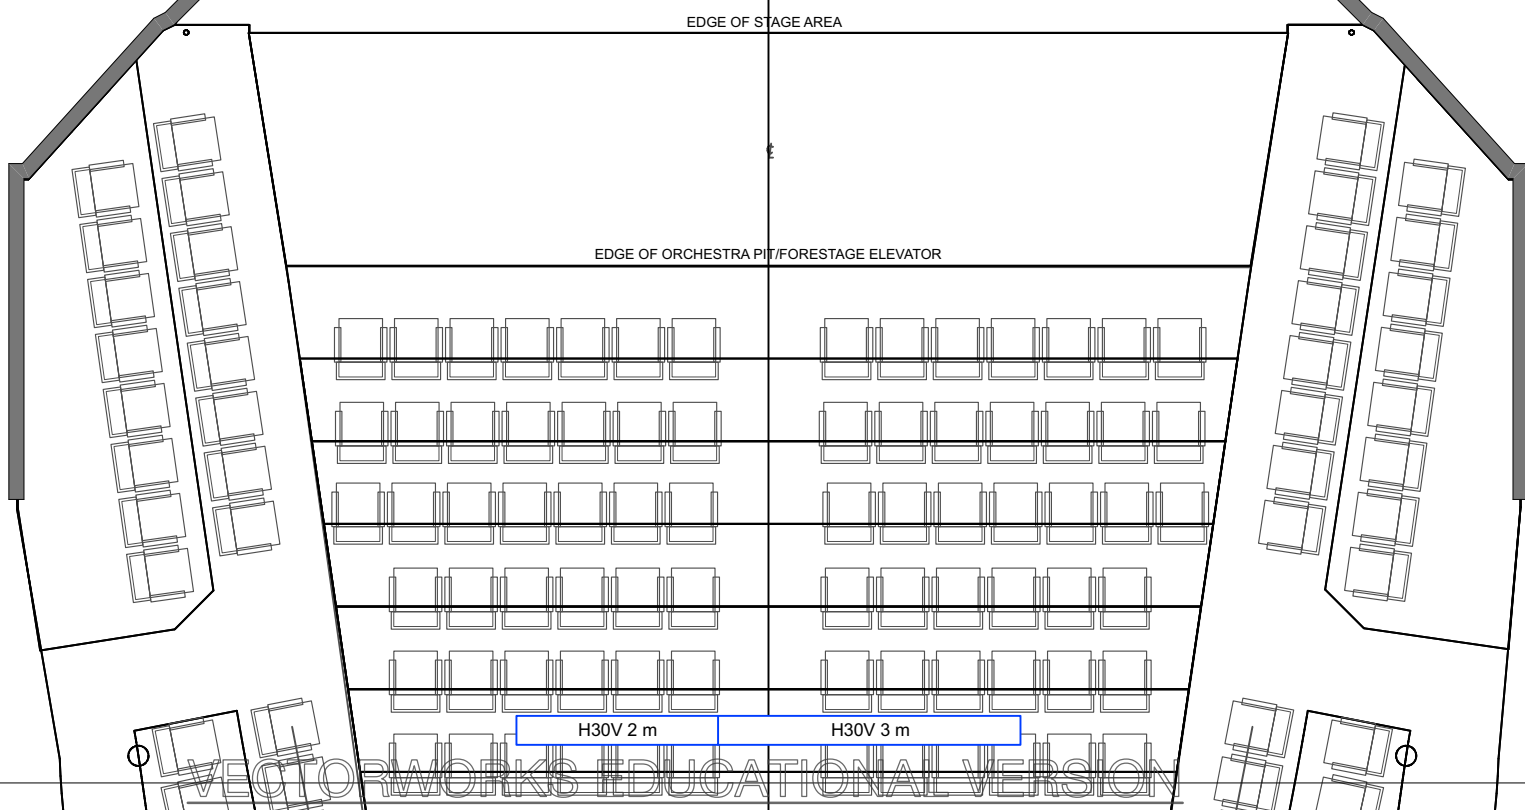 EDGE OF STAGE AREA
℄
EDGE OF ORCHESTRA PIT/FORESTAGE ELEVATOR
H30V 2 m
H30V 3 m
VECTORWORKS EDUCATIONAL VERSION